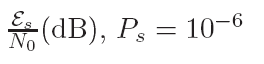 $\frac{\mathcal{E}_s}{N_0}$(dB), $P_s = 10^{-6}$